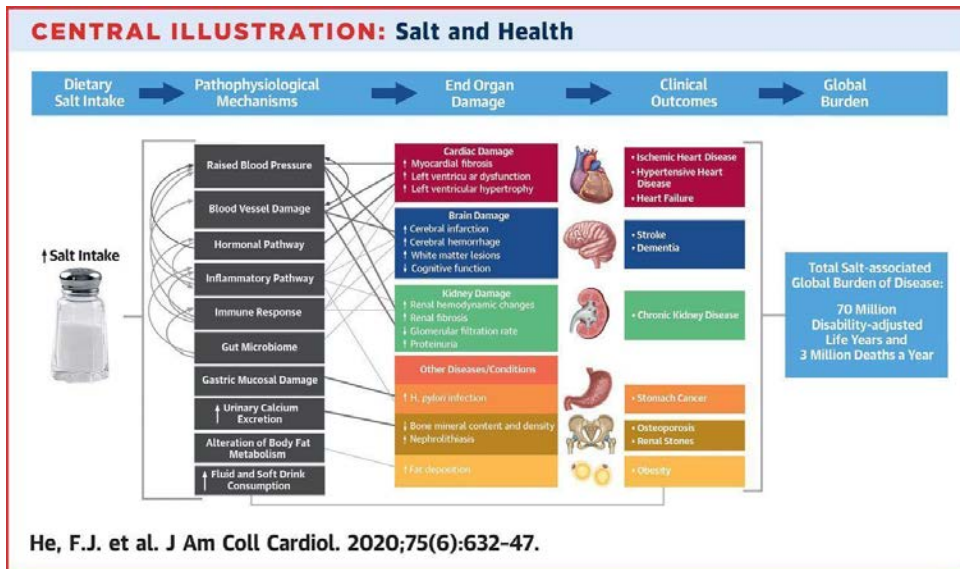 CENTRAL ILLUSTRATION: Salt and Health
Dietary
Salt Intake
Pathophysiological
Mechanisms
End Organ
Damage
Clinical
Outcomes
Global
Burden
↑ Salt Intake
Raised Blood Pressure
Blood Vessel Damage
Hormonal Pathway
Inflammatory Pathway
Immune Response
Gut Microbiome
Gastric Mucosal Damage
↑ Urinary Calcium
Excretion
Alteration of Body Fat
Metabolism
↑ Fluid and Soft Drink
Consumption
Cardiac Damage
↑ Myocardial fibrosis
↑ Left ventricu ar dysfunction
↑ Left ventricular hypertrophy
Brain Damage
↑ Cerebral infarction
↑ Cerebral hemorrhage
↑ White matter lesions
↓ Cognitive function
Kidney Damage
↑ Renal hemodynamic changes
↑ Renal fibrosis
↓ Glomerular filtration rate
↑ Proteinuria
Other Diseases/Conditions
↑ H. pylori infection
↓ Bone mineral content and density
↑ Nephrolithiasis
↑ Fat deposition
• Ischemic Heart Disease
• Hypertensive Heart
Disease
• Heart Failure
• Stroke
• Dementia
• Chronic Kidney Disease
• Stomach Cancer
• Osteoporosis
• Renal Stones
• Obesity
Total Salt-associated
Global Burden of Disease:
70 Million
Disability-adjusted
Life Years and
3 Million Deaths a Year
He, F.J. et al. J Am Coll Cardiol. 2020;75(6):632–47.